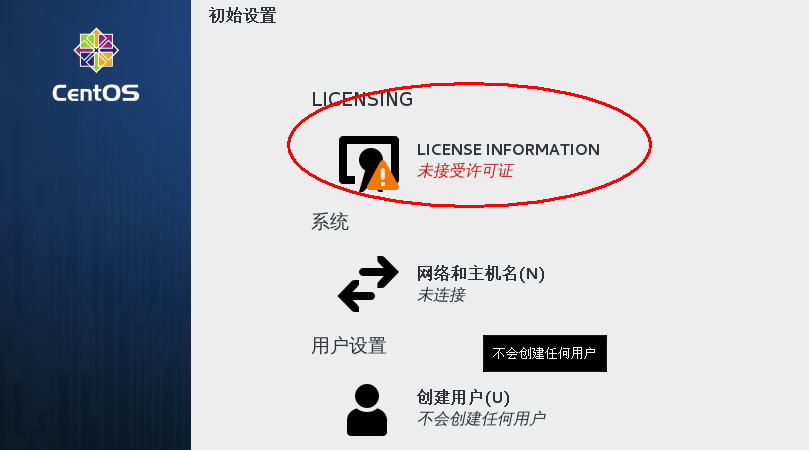 初始设置
CentOS
LICENSING
LICENSE INFORMATION
未接受许可证
系统
网络和主机名(N)
未连接
用户设置
不会创建任何用户
创建用户(U)
不会创建任何用户